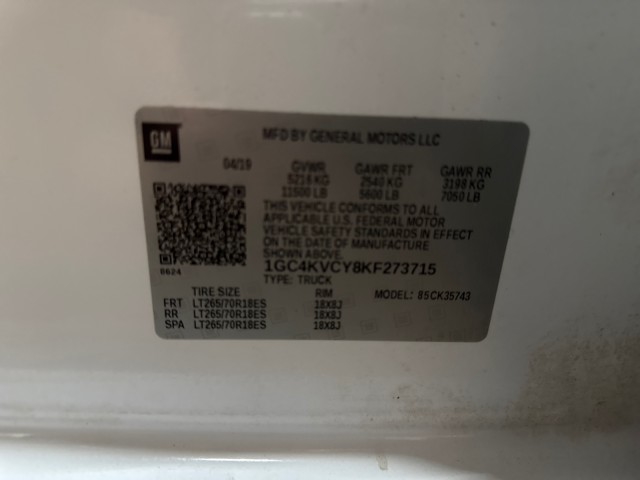 GM
MFD BY GENERAL MOTORS LLC
04/19 GVWR GAWR FRT GAWR RR
5216 KG 2540 KG 3198 KG
11500 LB 5600 LB 7050 LB
THIS VEHICLE CONFORMS TO ALL
APPLICABLE U.S. FEDERAL MOTOR
VEHICLE SAFETY STANDARDS IN EFFECT
ON THE DATE OF MANUFACTURE
SHOWN ABOVE.
0624 1GC4KVCY8KF273715
TYPE: TRUCK
TIRE SIZE RIM MODEL: 85CK35743
FRT LT265/70R18ES 18X8J
RR LT265/70R18ES 18X8J
SPA LT265/70R18ES 18X8J